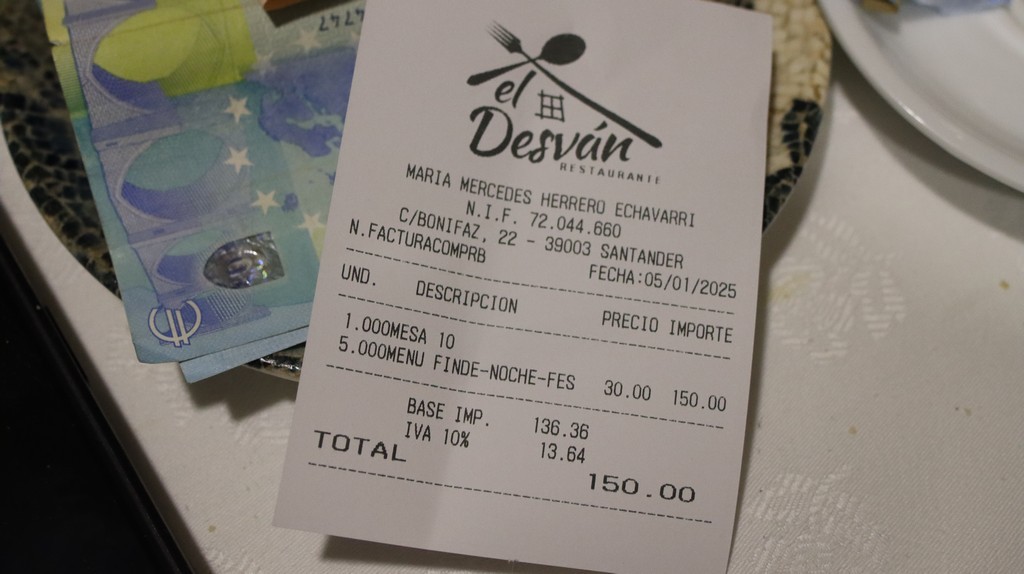 44747
el
Desván
RESTAURANTE
MARIA MERCEDES HERRERO ECHAVARRI
N.I.F. 72.044.660
C/BONIFAZ, 22 - 39003 SANTANDER
N.FACTURACOMPRB FECHA:05/01/2025
UND. DESCRIPCION PRECIO IMPORTE
1.000MESA 10
5.000MENU FINDE-NOCHE-FES 30.00 150.00
BASE IMP. 136.36
IVA 10% 13.64
TOTAL 150.00